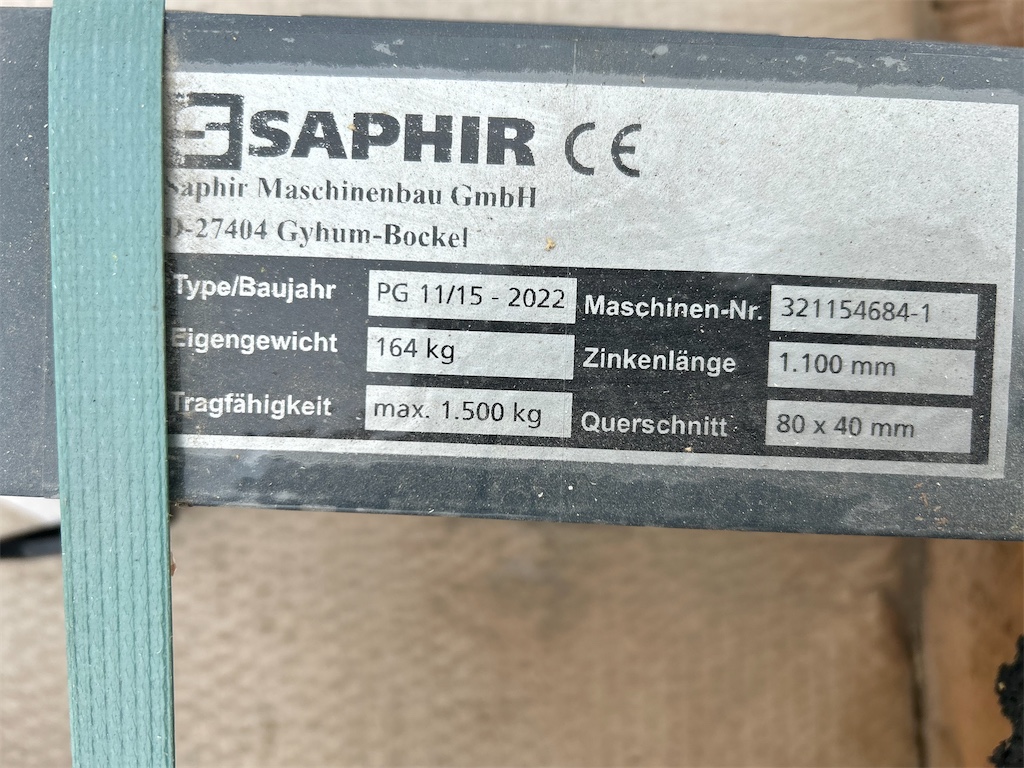 SAPHIR CE
Saphir Maschinenbau GmbH
D-27404 Gyhum-Bockel
Type/Baujahr PG 11/15 - 2022 Maschinen-Nr. 321154684-1
Eigengewicht 164 kg Zinkenlänge 1.100 mm
Tragfähigkeit max. 1.500 kg Querschnitt 80 x 40 mm